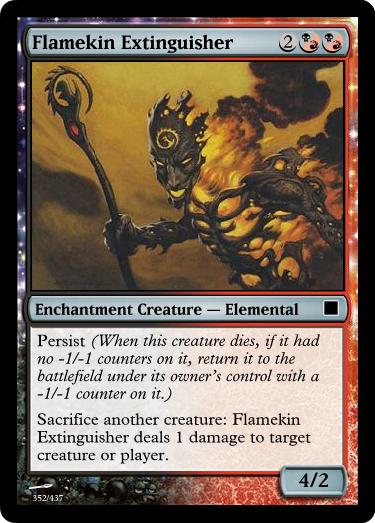 Flamekin Extinguisher 2
Enchantment Creature — Elemental
Persist (When this creature dies, if it had
no -1/-1 counters on it, return it to the
battlefield under its owner's control with a
-1/-1 counter on it.)
Sacrifice another creature: Flamekin
Extinguisher deals 1 damage to target
creature or player.
4/2
352/437